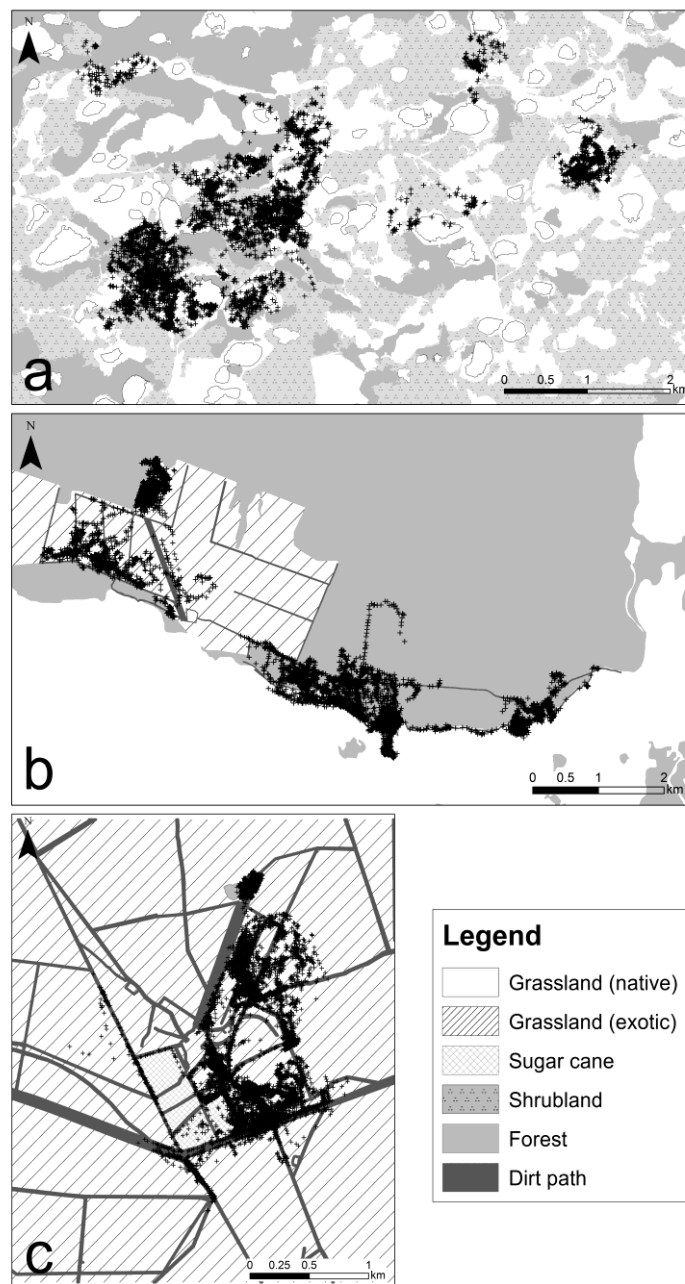 N
a
0 0.5 1 2
km
N
b
0 0.5 1 2
km
N
c
0 0.25 0.5 1
km
Legend
Grassland (native)
Grassland (exotic)
Sugar cane
Shrubland
Forest
Dirt path